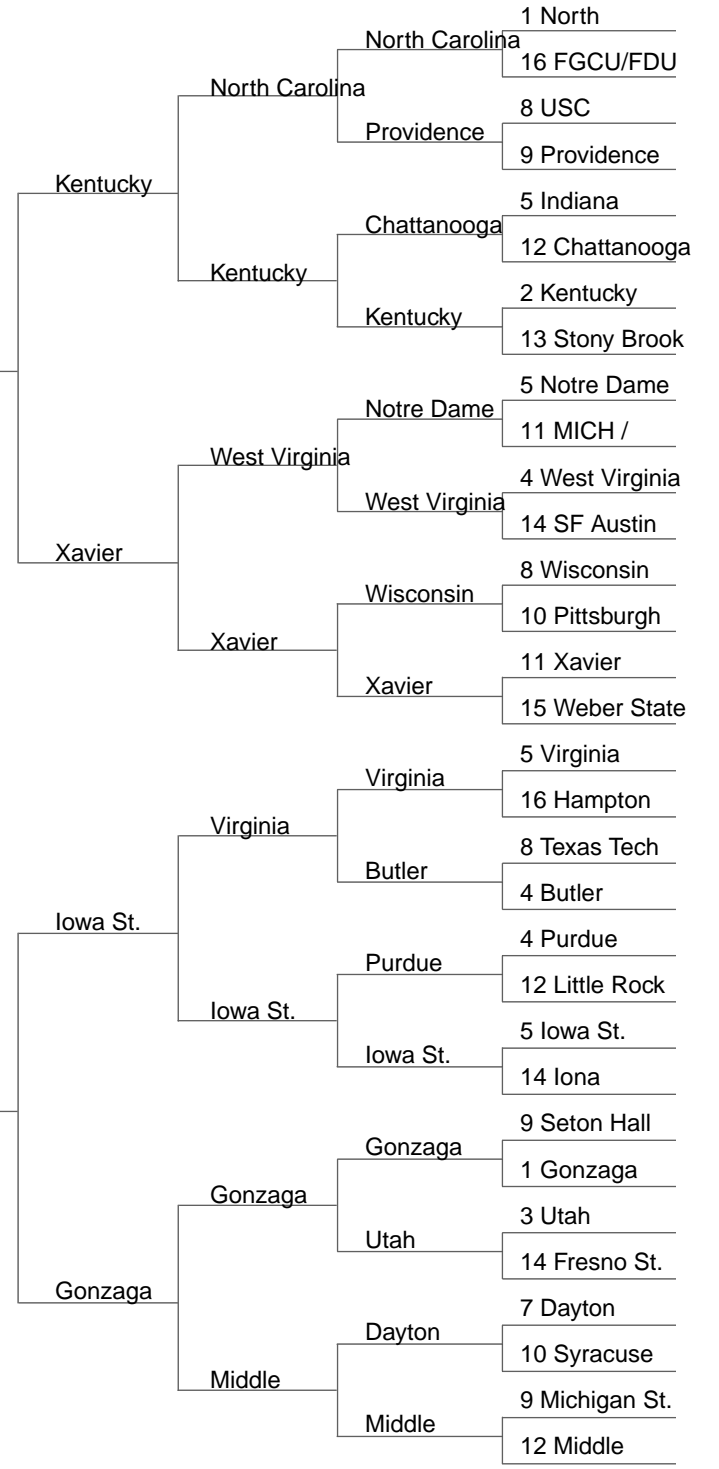 1 North
North Carolina
16 FGCU/FDU
North Carolina
8 USC
Providence
9 Providence
Kentucky
5 Indiana
Chattanooga
12 Chattanooga
Kentucky
2 Kentucky
Kentucky
13 Stony Brook
5 Notre Dame
Notre Dame
11 MICH /
West Virginia
4 West Virginia
West Virginia
14 SF Austin
Xavier
8 Wisconsin
Wisconsin
10 Pittsburgh
Xavier
11 Xavier
Xavier
15 Weber State
5 Virginia
Virginia
16 Hampton
Virginia
8 Texas Tech
Butler
4 Butler
Iowa St.
4 Purdue
Purdue
12 Little Rock
Iowa St.
5 Iowa St.
Iowa St.
14 Iona
9 Seton Hall
Gonzaga
1 Gonzaga
Gonzaga
3 Utah
Utah
14 Fresno St.
Gonzaga
7 Dayton
Dayton
10 Syracuse
Middle
9 Michigan St.
Middle
12 Middle